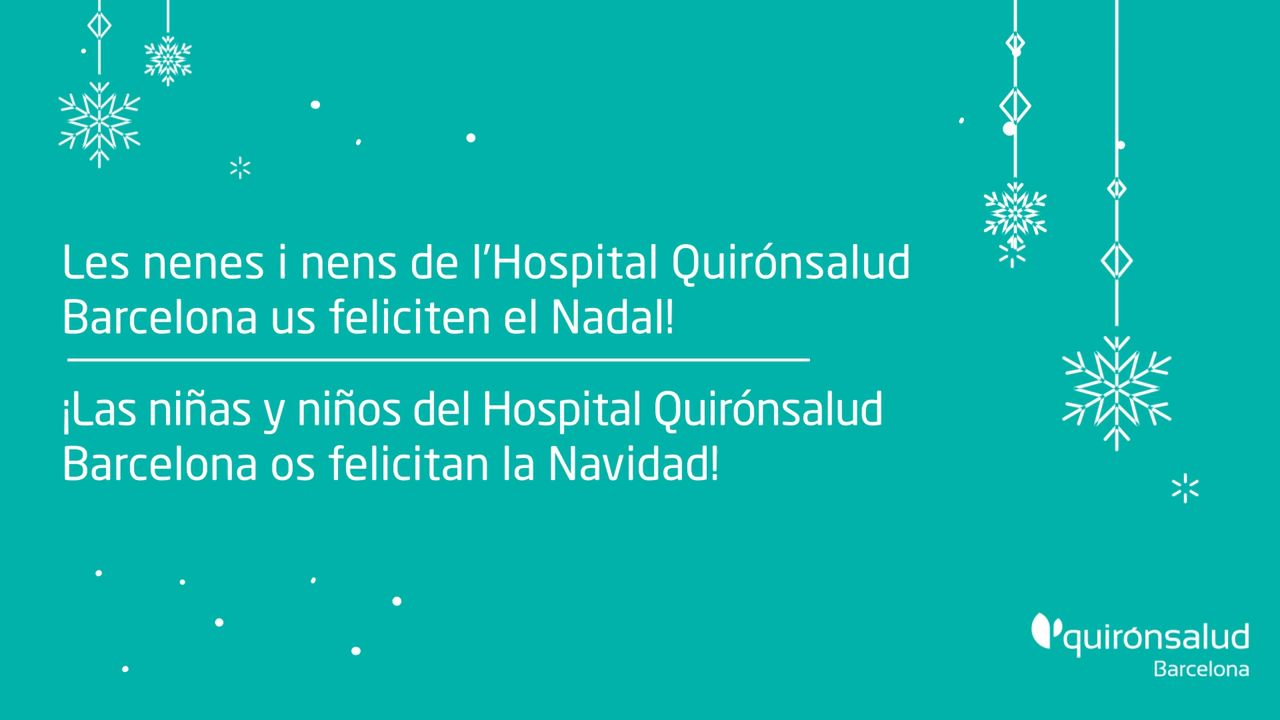 Les nenes i nens de l'Hospital Quirónsalud
Barcelona us feliciten el Nadal!
¡Las niñas y niños del Hospital Quirónsalud
Barcelona os felicitan la Navidad!
quirónsalud
Barcelona